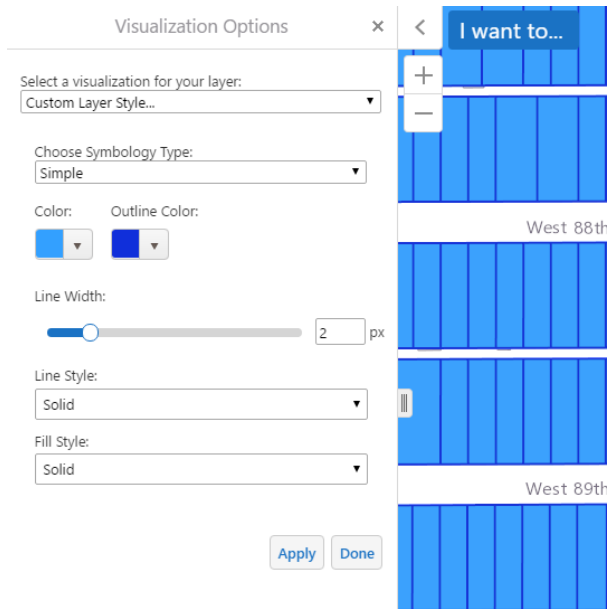 Visualization Options
Select a visualization for your layer:
Custom Layer Style...
Choose Symbology Type:
Simple
Color: Outline Color:
Line Width:
2 px
Line Style:
Solid
Fill Style:
Solid
Apply Done
I want to...
West 88th
West 89th